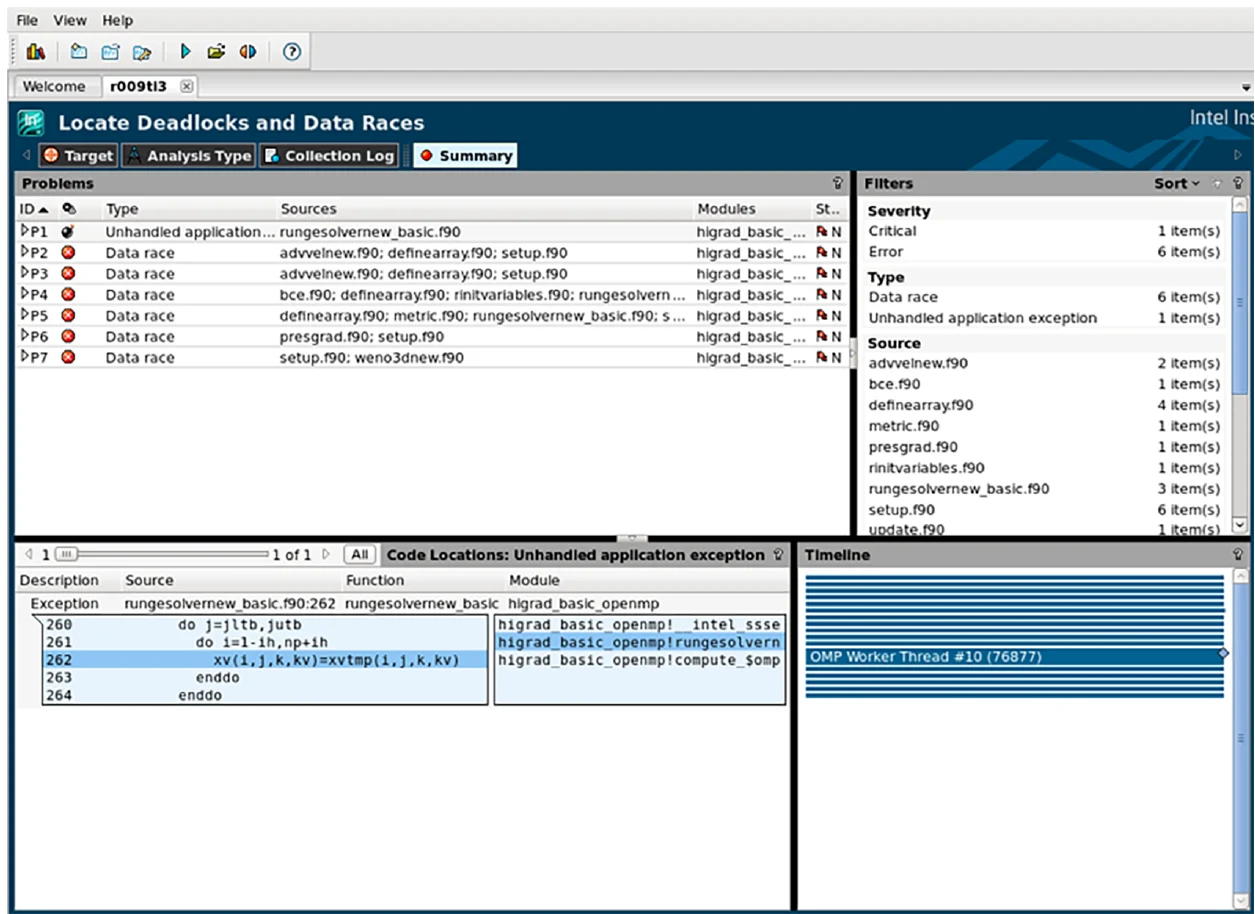 File View Help
Welcome r009tl3
Locate Deadlocks and Data Races
Intel Ins
Target Analysis Type Collection Log Summary
Problems
ID Type Sources Modules St..
P1 Unhandled application... rungesolvernew_basic.f90 higrad_basic_... N
P2 Data race advvelnew.f90; definearray.f90; setup.f90 higrad_basic_... N
P3 Data race advvelnew.f90; definearray.f90; setup.f90 higrad_basic_... N
P4 Data race bce.f90; definearray.f90; rinitvariables.f90; rungesolvern ... higrad_basic_... N
P5 Data race definearray.f90; metric.f90; rungesolvernew_basic.f90; s ... higrad_basic_... N
P6 Data race presgrad.f90; setup.f90 higrad_basic_... N
P7 Data race setup.f90; weno3dnew.f90 higrad_basic_... N
Filters Sort
Severity
Critical 1 item(s)
Error 6 item(s)
Type
Data race 6 item(s)
Unhandled application exception 1 item(s)
Source
advvelnew.f90 2 item(s)
bce.f90 1 item(s)
definearray.f90 4 item(s)
metric.f90 1 item(s)
presgrad.f90 1 item(s)
rinitvariables.f90 1 item(s)
rungesolvernew_basic.f90 3 item(s)
setup.f90 6 item(s)
update.f90 1 item(s)
1 1 of 1 All Code Locations: Unhandled application exception
Description Source Function Module
Exception rungesolvernew_basic.f90:262 rungesolvernew_basic higrad_basic_openmp
260 do j=jltb,jutb higrad_basic_openmp!__intel_ssse
261 do i=1-ih,np+ih higrad_basic_openmp!rungesolvern
262 xv(i,j,k,kv)=xvtmp(i,j,k,kv) higrad_basic_openmp!compute_$omp
263 enddo
264 enddo
Timeline
OMP Worker Thread #10 (76877)